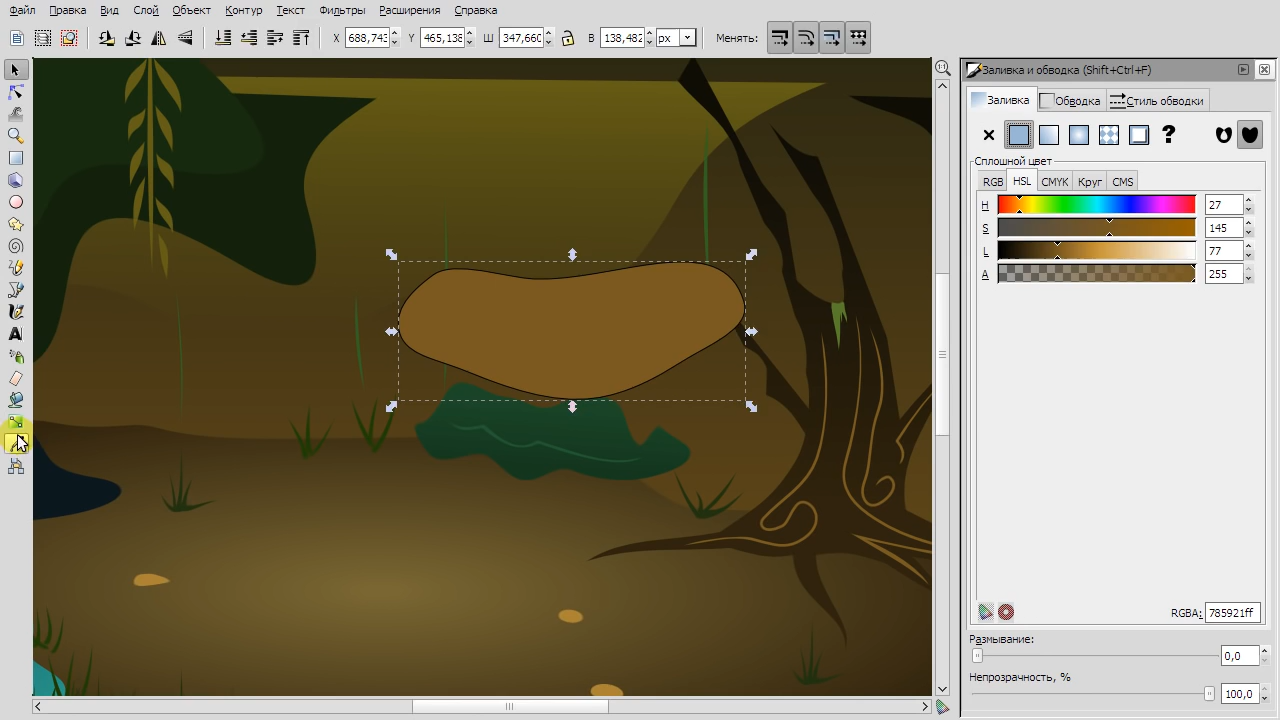 Файл Правка Вид Слой Объект Контур Текст Фильтры Расширения Справка
X 688,743 Y 465,138 Ш 347,660 В 138,482 px Менять:
Заливка и обводка (Shift+Ctrl+F)
Заливка Обводка Стиль обводки
?
Сплошной цвет
RGB HSL CMYK Круг CMS
H 27
S 145
L 77
A 255
RGBA: 785921ff
Размывание:
0,0
Непрозрачность, %
100,0
A
1:1